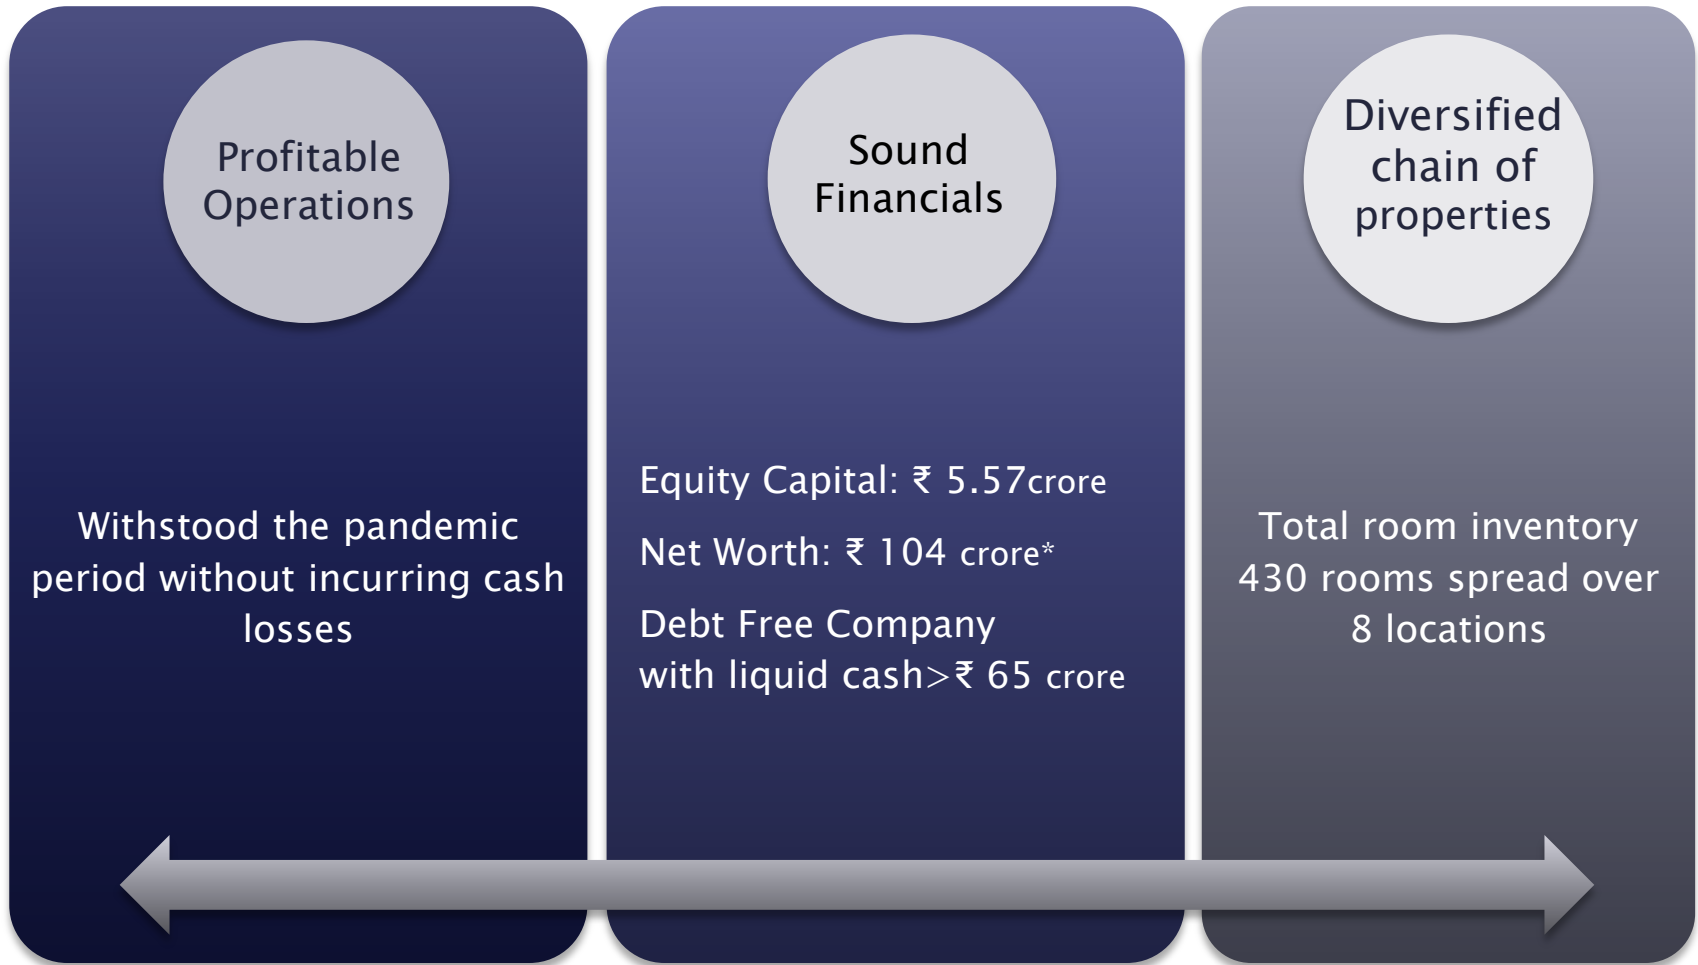 Profitable
Operations
Withstood the pandemic
period without incurring cash
losses
Sound
Financials
Equity Capital: ₹ 5.57crore
Net Worth: ₹ 104 crore*
Debt Free Company
with liquid cash>₹ 65 crore
Diversified
chain of
properties
Total room inventory
430 rooms spread over
8 locations